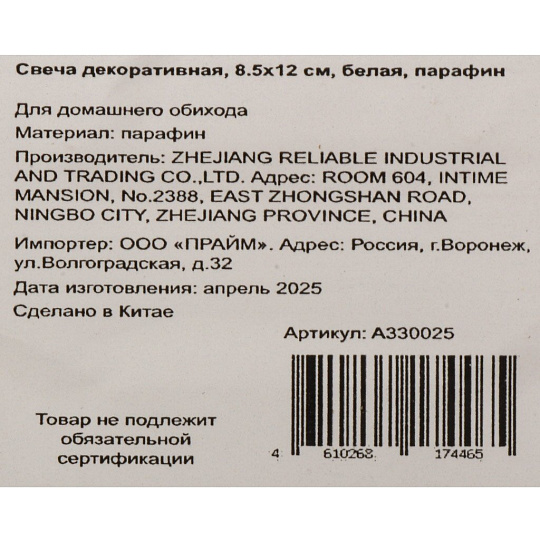 Свеча декоративная, 8.5х12 см, белая, парафин
Для домашнего обихода
Материал: парафин
Производитель: ZHEJIANG RELIABLE INDUSTRIAL
AND TRADING CO.,LTD. Адрес: ROOM 604, INTIME
MANSION, No.2388, EAST ZHONGSHAN ROAD,
NINGBO CITY, ZHEJIANG PROVINCE, CHINA
Импортер: ООО «ПРАЙМ». Адрес: Россия, г.Воронеж,
ул.Волгоградская, д.32
Дата изготовления: апрель 2025
Сделано в Китае
Артикул: А330025
Товар не подлежит
обязательной
сертификации
4 610268 174465